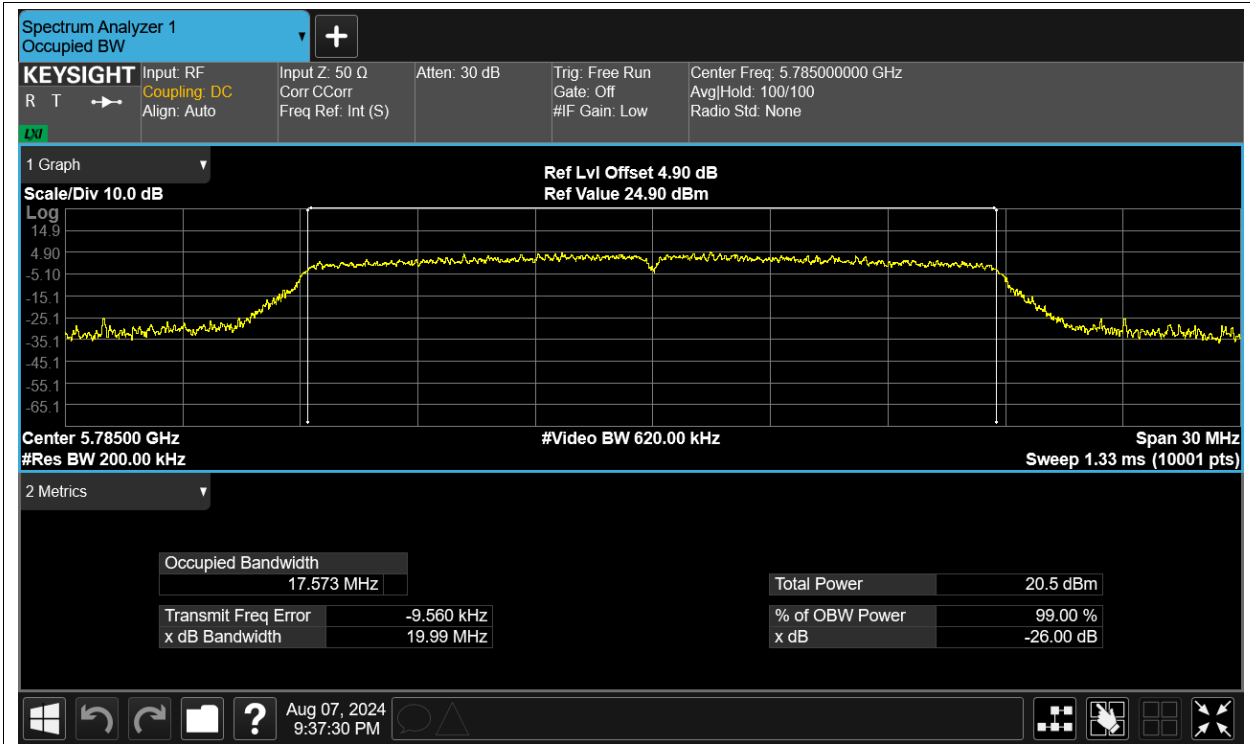 Spectrum Analyzer 1
Occupied BW
▼
+
KEYSIGHT
R T
LXI
Input: RF
Coupling: DC
Align: Auto
Input Z: 50 Ω
Corr CCorr
Freq Ref: Int (S)
Atten: 30 dB
Trig: Free Run
Gate: Off
#IF Gain: Low
Center Freq: 5.785000000 GHz
Avg|Hold: 100/100
Radio Std: None
1 Graph ▼
Ref Lvl Offset 4.90 dB
Scale/Div 10.0 dB
Ref Value 24.90 dBm
Log
14.9
4.90
-5.10
-15.1
-25.1
-35.1
-45.1
-55.1
-65.1
Center 5.78500 GHz
#Video BW 620.00 kHz
Span 30 MHz
#Res BW 200.00 kHz
Sweep 1.33 ms (10001 pts)
2 Metrics ▼
Occupied Bandwidth
17.573 MHz
Total Power 20.5 dBm
Transmit Freq Error -9.560 kHz
% of OBW Power 99.00 %
x dB Bandwidth 19.99 MHz
x dB -26.00 dB
?
Aug 07, 2024
9:37:30 PM